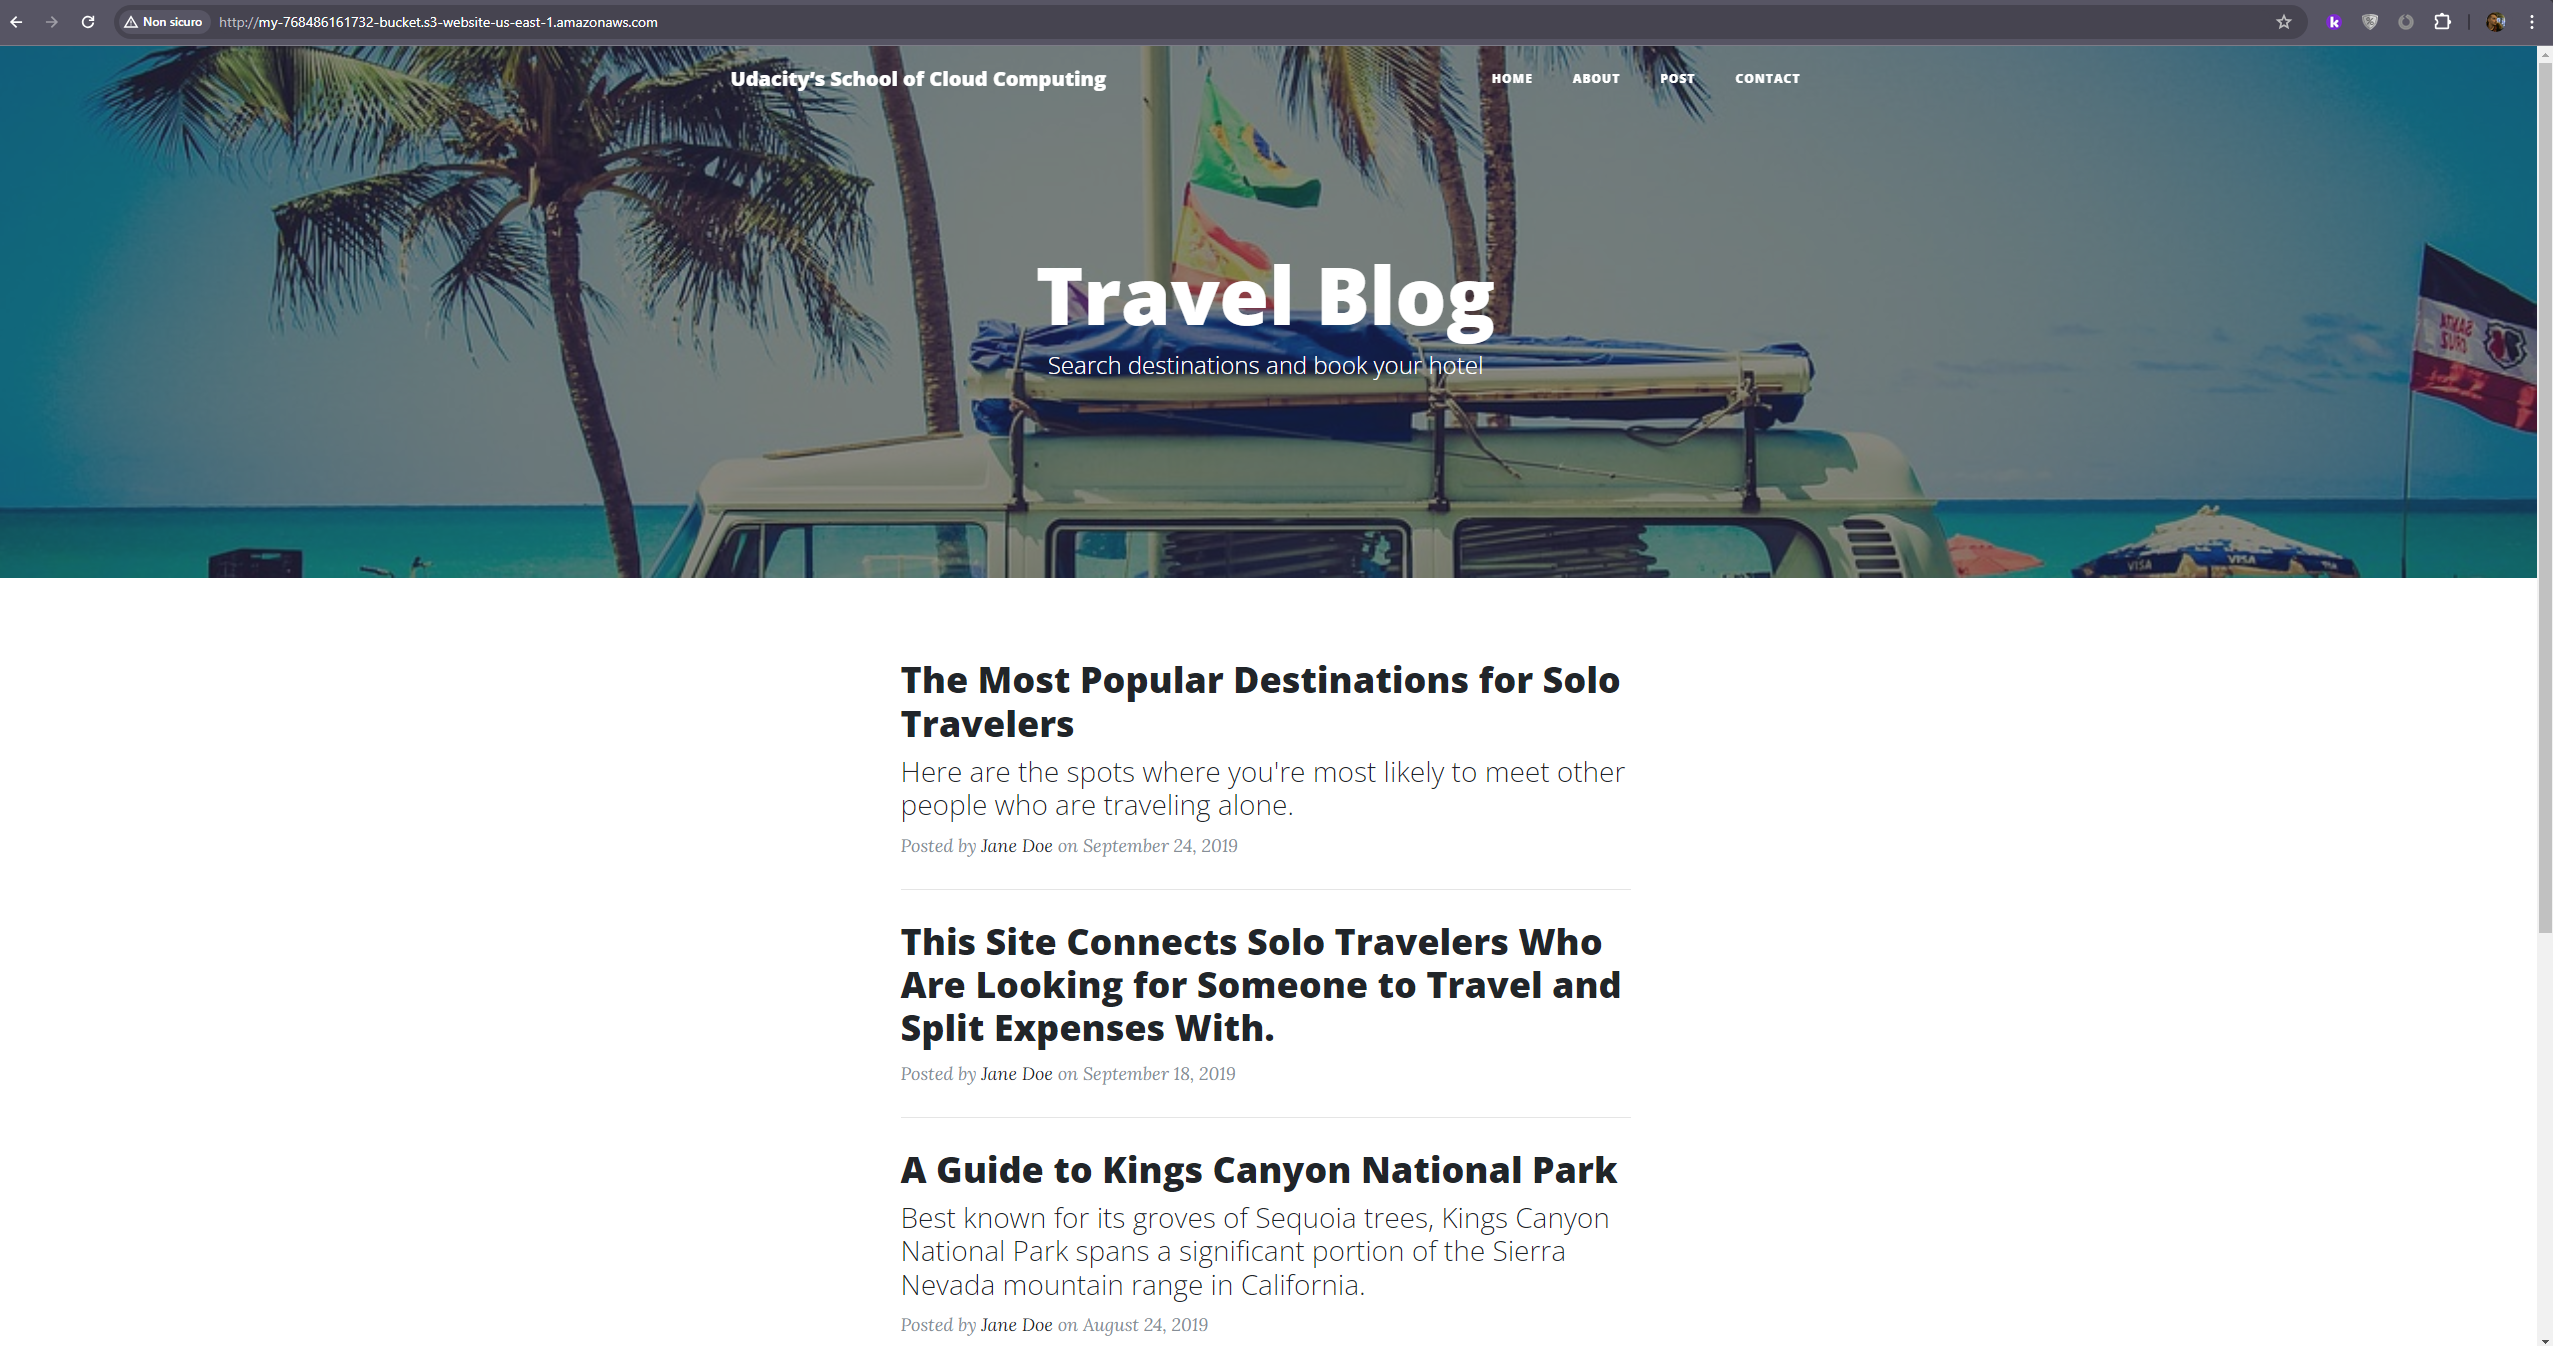 Non sicuro
http://my-768486161732-bucket.s3-website-us-east-1.amazonaws.com
k
Udacity's School of Cloud Computing
HOME
ABOUT
POST
CONTACT
Travel Blog
Search destinations and book your hotel
SANTA
CRUZ
VISA
VISA
VISA
The Most Popular Destinations for Solo
Travelers
Here are the spots where you're most likely to meet other
people who are traveling alone.
Posted by Jane Doe on September 24, 2019
This Site Connects Solo Travelers Who
Are Looking for Someone to Travel and
Split Expenses With.
Posted by Jane Doe on September 18, 2019
A Guide to Kings Canyon National Park
Best known for its groves of Sequoia trees, Kings Canyon
National Park spans a significant portion of the Sierra
Nevada mountain range in California.
Posted by Jane Doe on August 24, 2019